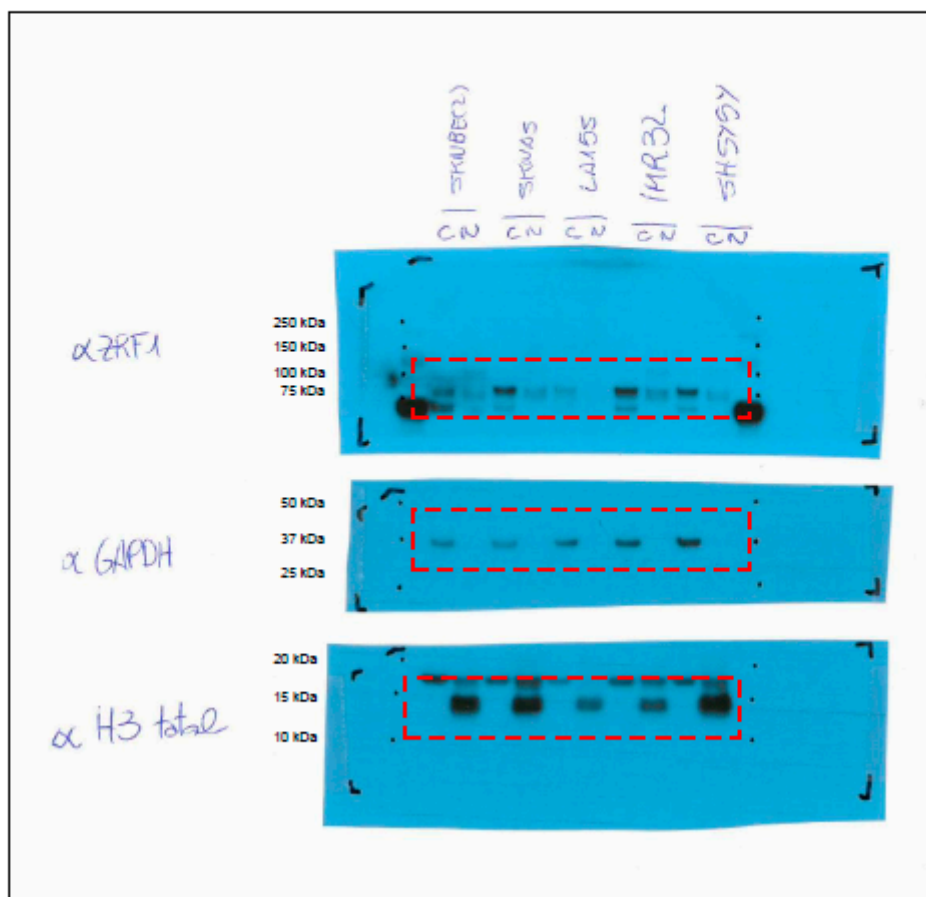 SKNBE(2)
SKNAS
LA155
IMR32
SHSY5Y
C N C N C N C N C N
αZRF1
250 kDa
150 kDa
100 kDa
75 kDa
α GAPDH
50 kDa
37 kDa
25 kDa
α H3 total
20 kDa
15 kDa
10 kDa